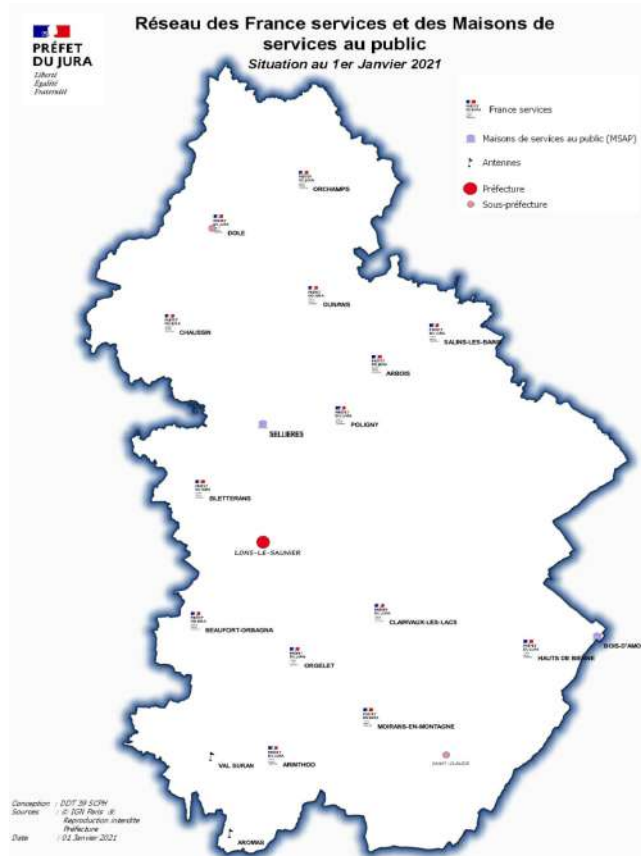 PRÉFET
DU JURA
Liberté
Égalité
Fraternité
Réseau des France services et des Maisons de
services au public
Situation au 1er Janvier 2021
France services
Maisons de services au public (MSAP)
Antennes
Préfecture
Sous-préfecture
ORCHAMPS
DOLE
CHAUSSIN
SALINS-LES-BAINS
ARBOIS
POLIGNY
SELLIERES
BLETTERANS
LONS-LE-SAUNIER
BEAUFORT-ORBAGNA
CLAIRVAUX-LES-LACS
ORGELET
HAUTS DE BIENNE
BOIS-D'AMO
MOIRANS-EN-MONTAGNE
SAINT-CLAUDE
VAL SURAN
ARINTHOD
Conception : DDT 39 SCPH
Sources : © IGN Paris
Reproduction interdite
Préfecture
Date : 01 Janvier 2021